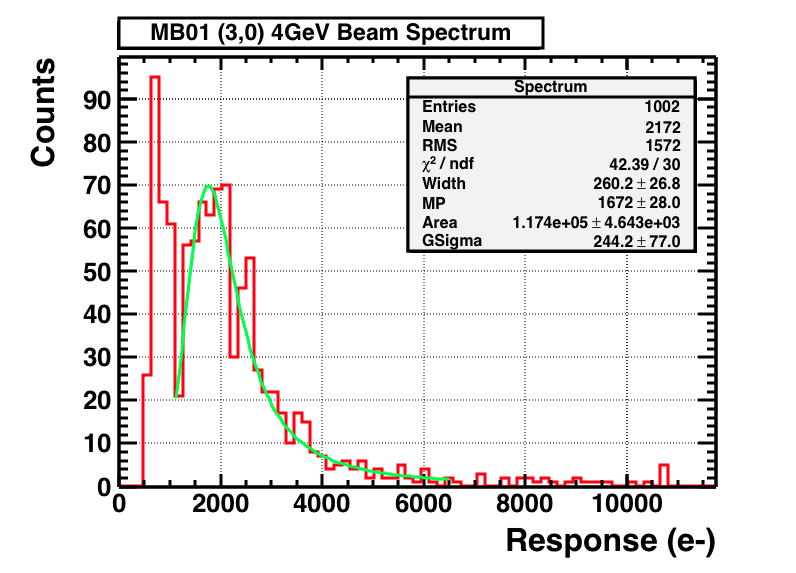 MB01 (3,0) 4GeV Beam Spectrum
Counts
Spectrum
Entries 1002
Mean 2172
RMS 1572
χ² / ndf 42.39 / 30
Width 260.2 ± 26.8
MP 1672 ± 28.0
Area 1.174e+05 ± 4.643e+03
GSigma 244.2 ± 77.0
90
80
70
60
50
40
30
20
10
0
0 2000 4000 6000 8000 10000
Response (e-)